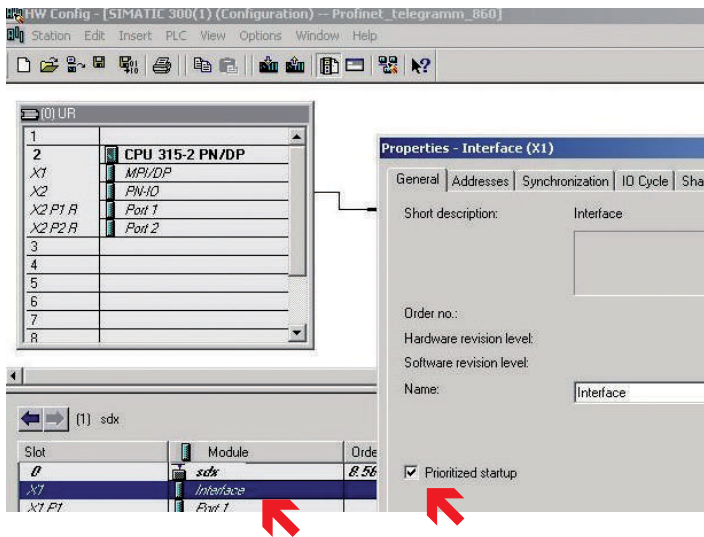 HW Config - [SIMATIC 300(1) (Configuration) -- Profinet_telegramm_860]
Station Edit Insert PLC View Options Window Help
(0) UR
1
2 CPU 315-2 PN/DP
X1 MPI/DP
X2 PN-IO
X2 P1 R Port 1
X2 P2 R Port 2
3
4
5
6
7
8
Properties - Interface (X1)
General Addresses Synchronization IO Cycle Sha
Short description: Interface
Order no.:
Hardware revision level:
Software revision level:
Name: Interface
Prioritized startup
(1) sdx
Slot Module Orde
0 sdx 8.56
X1 Interface
X1 P1 Port 1